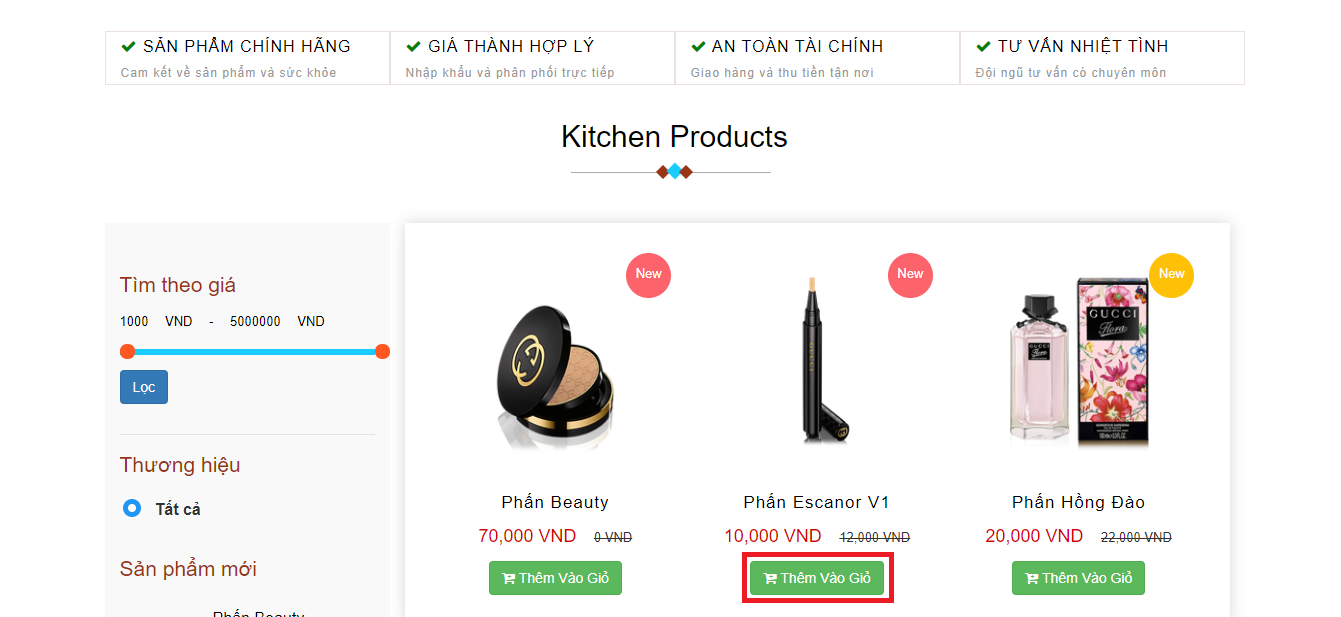 SẢN PHẨM CHÍNH HÃNG
Cam kết về sản phẩm và sức khỏe
GIÁ THÀNH HỢP LÝ
Nhập khẩu và phân phối trực tiếp
AN TOÀN TÀI CHÍNH
Giao hàng và thu tiền tận nơi
TƯ VẤN NHIỆT TÌNH
Đội ngũ tư vấn có chuyên môn
Kitchen Products
Tìm theo giá
1000 VND - 5000000 VND
Lọc
Thương hiệu
Tất cả
Sản phẩm mới
Phấn Beauty
New
Phấn Beauty
70,000 VND 0 VND
Thêm Vào Giỏ
New
GUCCI
Phấn Escanor V1
10,000 VND 12,000 VND
Thêm Vào Giỏ
New
GUCCI
Flora
GUCCI
Flora
Phấn Hồng Đào
20,000 VND 22,000 VND
Thêm Vào Giỏ